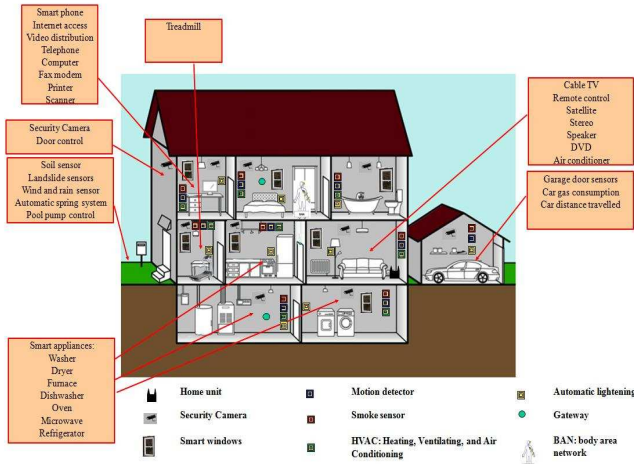 Smart phone
Internet access
Video distribution
Telephone
Computer
Fax modem
Printer
Scanner
Treadmill
Security Camera
Door control
Soil sensor
Landslide sensors
Wind and rain sensor
Automatic spring system
Pool pump control
Cable TV
Remote control
Satellite
Stereo
Speaker
DVD
Air conditioner
Garage door sensors
Car gas consumption
Car distance travelled
Smart appliances:
Washer
Dryer
Furnace
Dishwasher
Oven
Microwave
Refrigerator
Home unit
Motion detector
Automatic lightening
Security Camera
Smoke sensor
Gateway
Smart windows
HVAC: Heating, Ventilating, and Air
Conditioning
BAN: body area
network